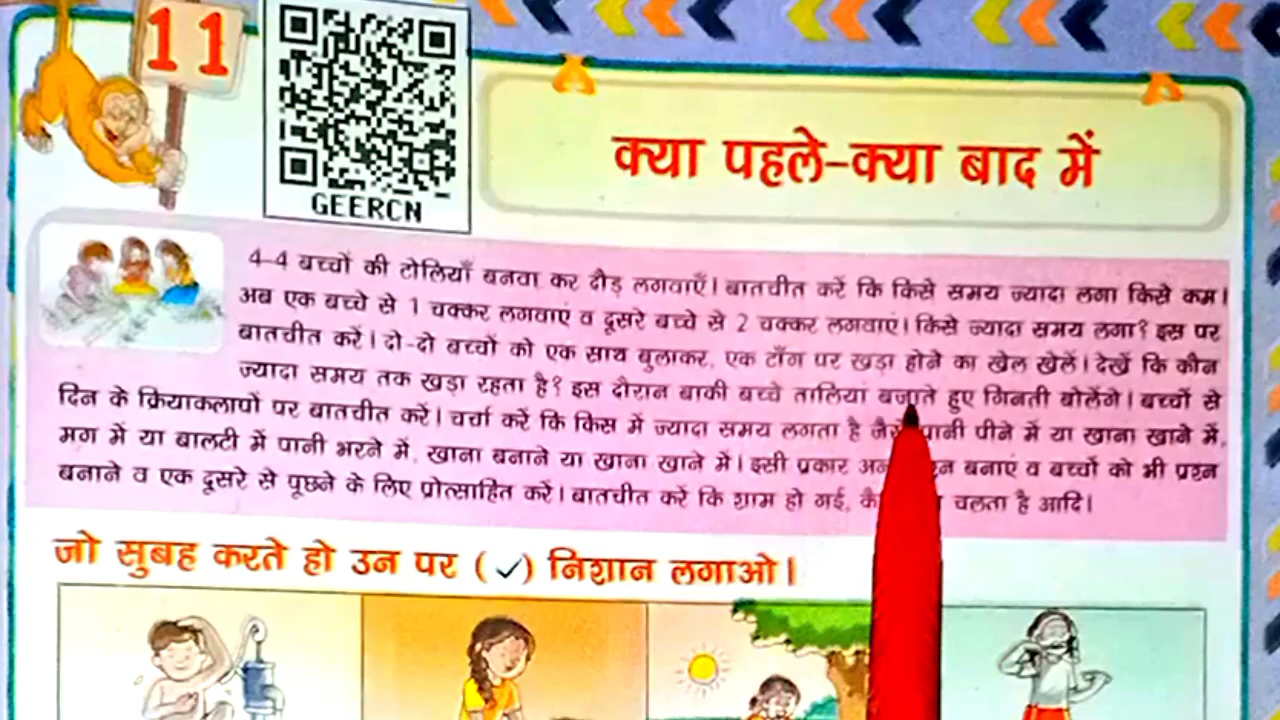 11
GEERCN
क्या पहले-क्या बाद में
4-4 बच्चों की टोलियाँ बनवा कर दौड़ लगवाएँ। बातचीत करें कि किसे समय ज्यादा लगा किसे कम।
अब एक बच्चे से 1 चक्कर लगवाएं व दूसरे बच्चे से 2 चक्कर लगवाएं। किसे ज्यादा समय लगा? इस पर
बातचीत करें। दो-दो बच्चों को एक साथ बुलाकर, एक टाँग पर खड़ा होने का खेल खेलें। देखें कि कौन
ज्यादा समय तक खड़ा रहता है? इस दौरान बाकी बच्चे तालियां बजाते हुए गिनती बोलेंगे। बच्चों से
दिन के क्रियाकलापों पर बातचीत करें। चर्चा करें कि किस में ज्यादा समय लगता है पानी पीने में या खाना खाने में,
मग में या बालटी में पानी भरने में, खाना बनाने या खाना खाने में। इसी प्रकार बनाएं व बच्चों को भी प्रश्न
बनाने व एक दूसरे से पूछने के लिए प्रोत्साहित करें। बातचीत करें कि शाम हो गई, चलता है आदि।
जो सुबह करते हो उन पर (✓) निशान लगाओ।